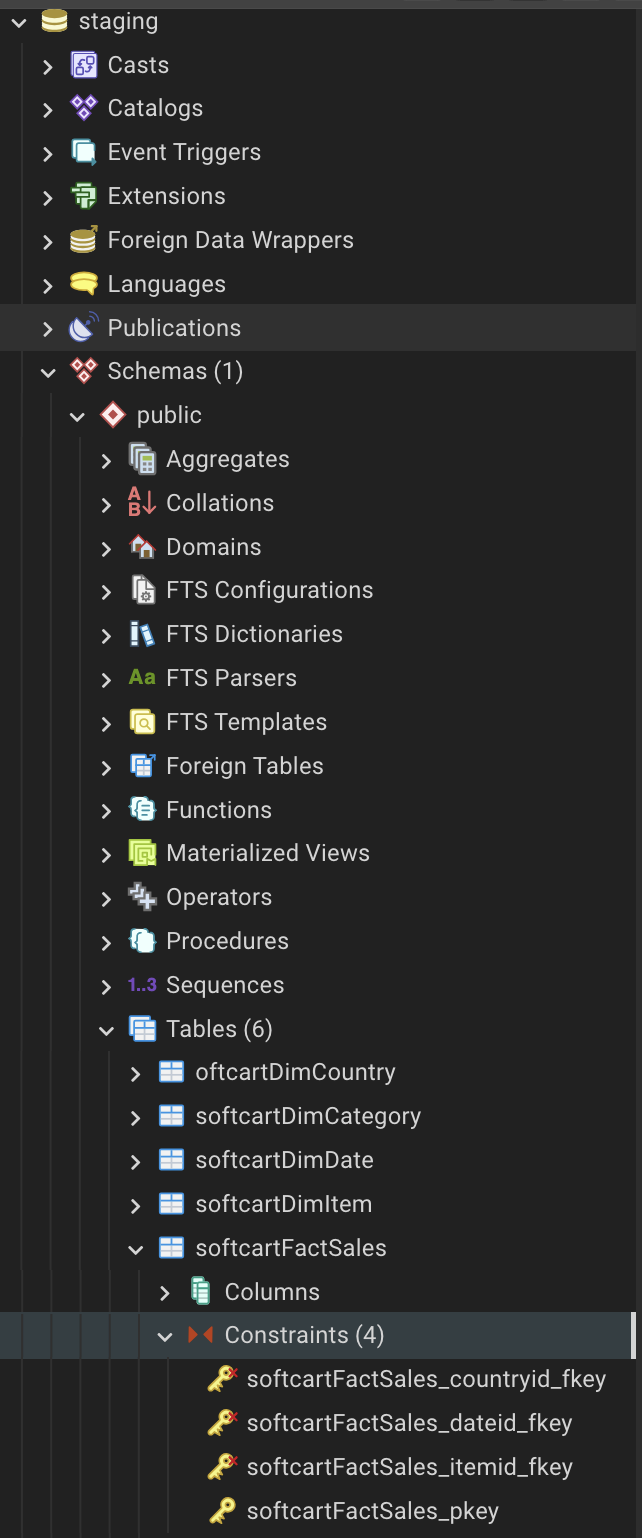 staging
Casts
Catalogs
Event Triggers
Extensions
Foreign Data Wrappers
Languages
Publications
Schemas (1)
public
Aggregates
Collations
Domains
FTS Configurations
FTS Dictionaries
Aa FTS Parsers
FTS Templates
Foreign Tables
Functions
Materialized Views
Operators
Procedures
1..3 Sequences
Tables (6)
oftcartDimCountry
softcartDimCategory
softcartDimDate
softcartDimItem
softcartFactSales
Columns
Constraints (4)
softcartFactSales_countryid_fkey
softcartFactSales_dateid_fkey
softcartFactSales_itemid_fkey
softcartFactSales_pkey